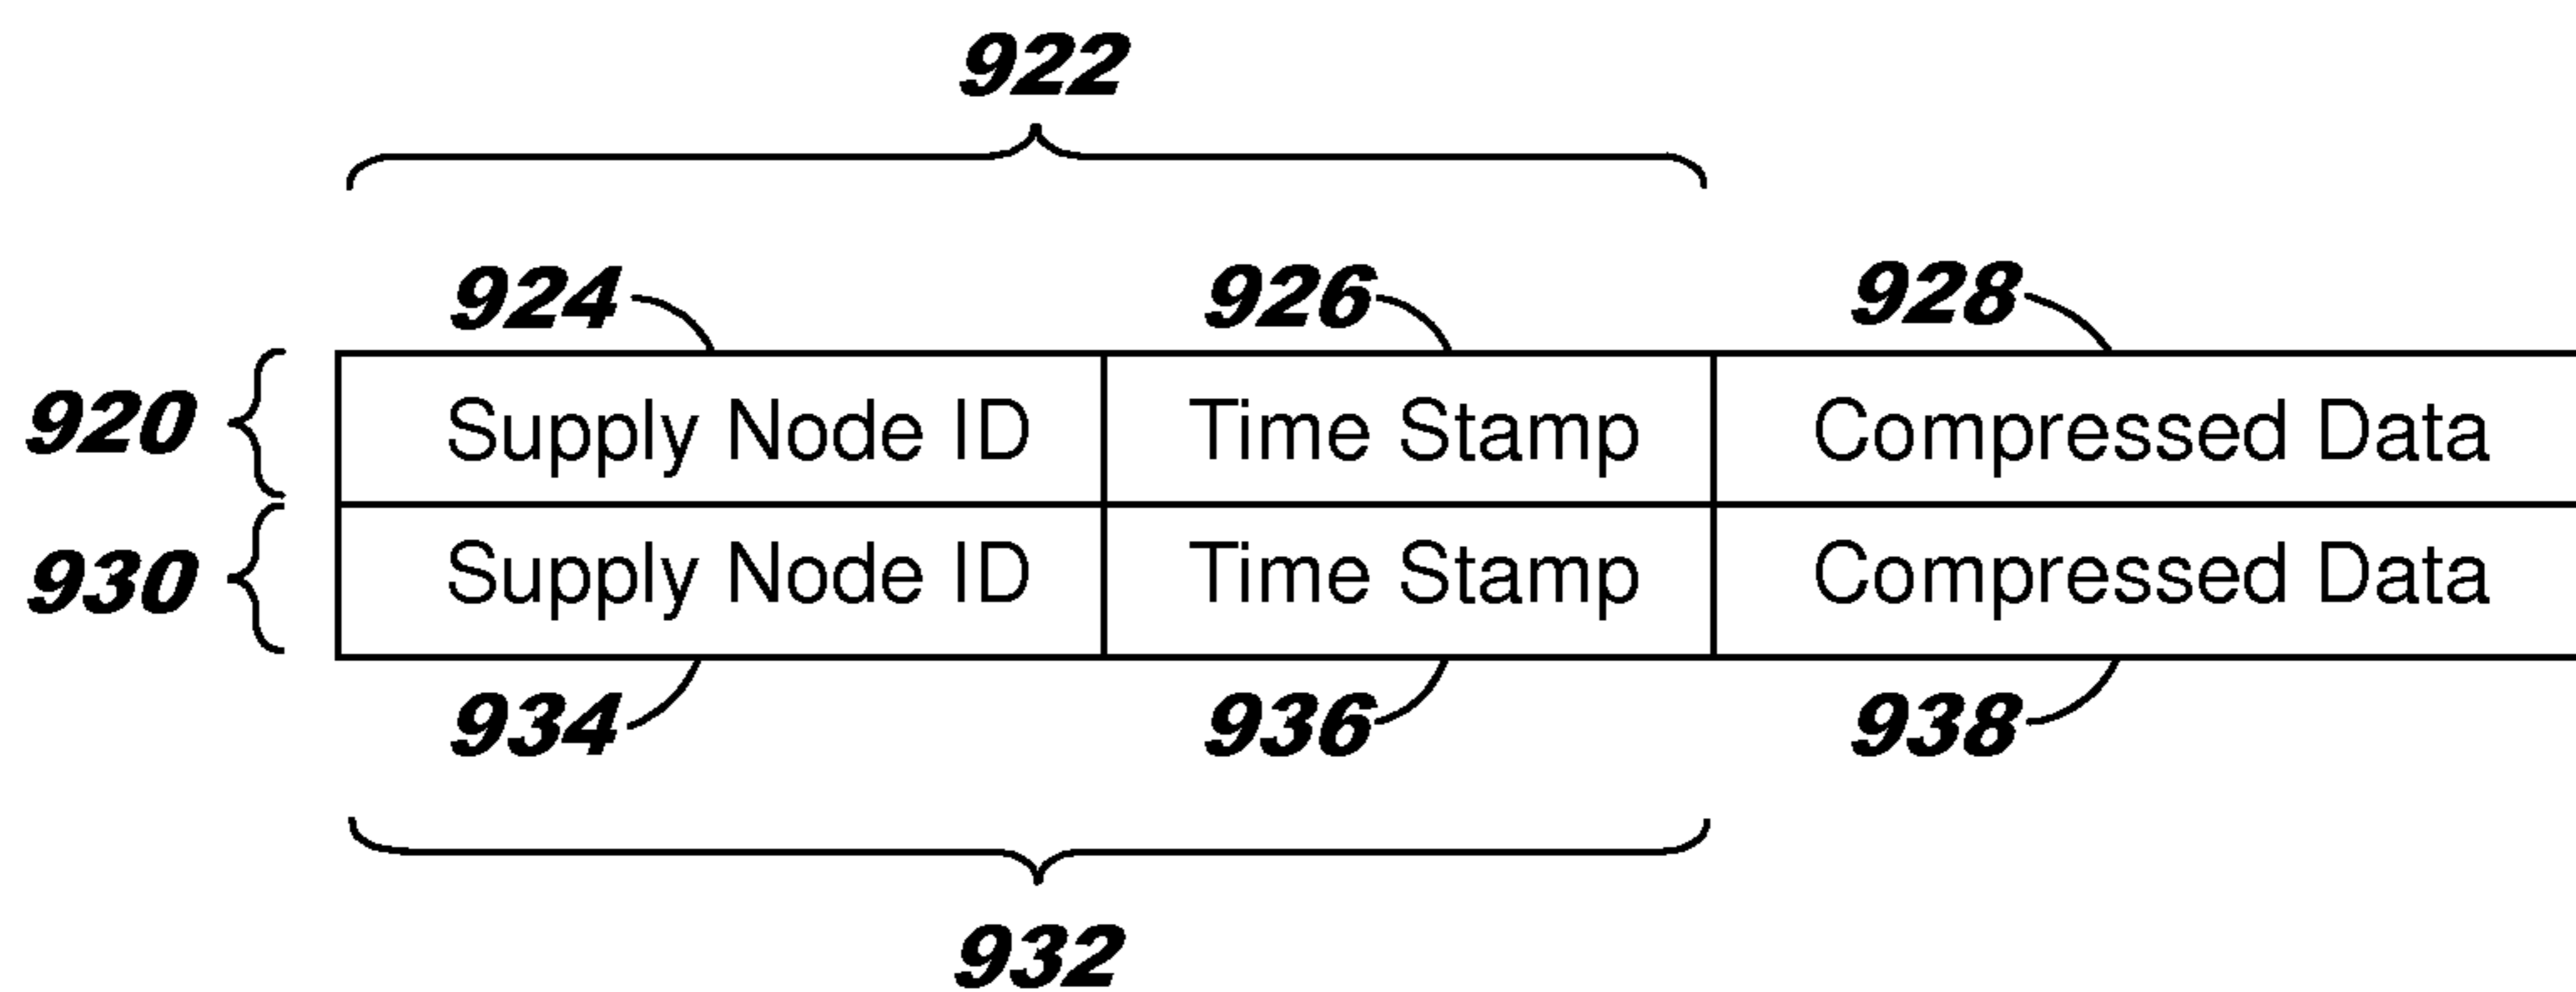 922
924 926 928
920 Supply Node ID Time Stamp Compressed Data
930 Supply Node ID Time Stamp Compressed Data
934 936 938
932